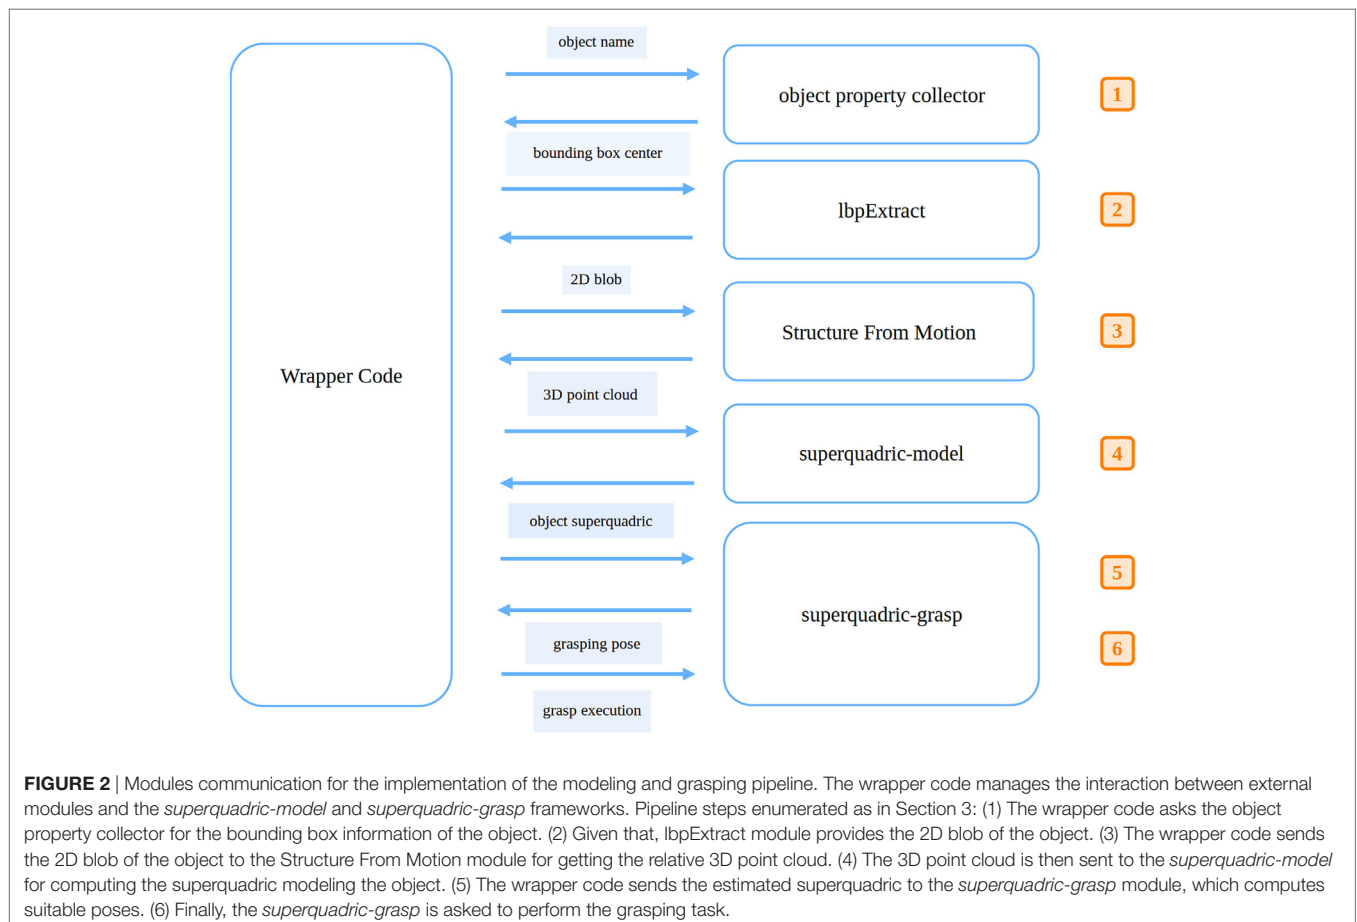 object name
object property collector
1
bounding box center
lbpExtract
2
2D blob
Structure From Motion
3
Wrapper Code
3D point cloud
superquadric-model
4
object superquadric
5
superquadric-grasp
grasping pose
6
grasp execution
FIGURE 2 | Modules communication for the implementation of the modeling and grasping pipeline. The wrapper code manages the interaction between external
modules and the superquadric-model and superquadric-grasp frameworks. Pipeline steps enumerated as in Section 3: (1) The wrapper code asks the object
property collector for the bounding box information of the object. (2) Given that, lbpExtract module provides the 2D blob of the object. (3) The wrapper code sends
the 2D blob of the object to the Structure From Motion module for getting the relative 3D point cloud. (4) The 3D point cloud is then sent to the superquadric-model
for computing the superquadric modeling the object. (5) The wrapper code sends the estimated superquadric to the superquadric-grasp module, which computes
suitable poses. (6) Finally, the superquadric-grasp is asked to perform the grasping task.